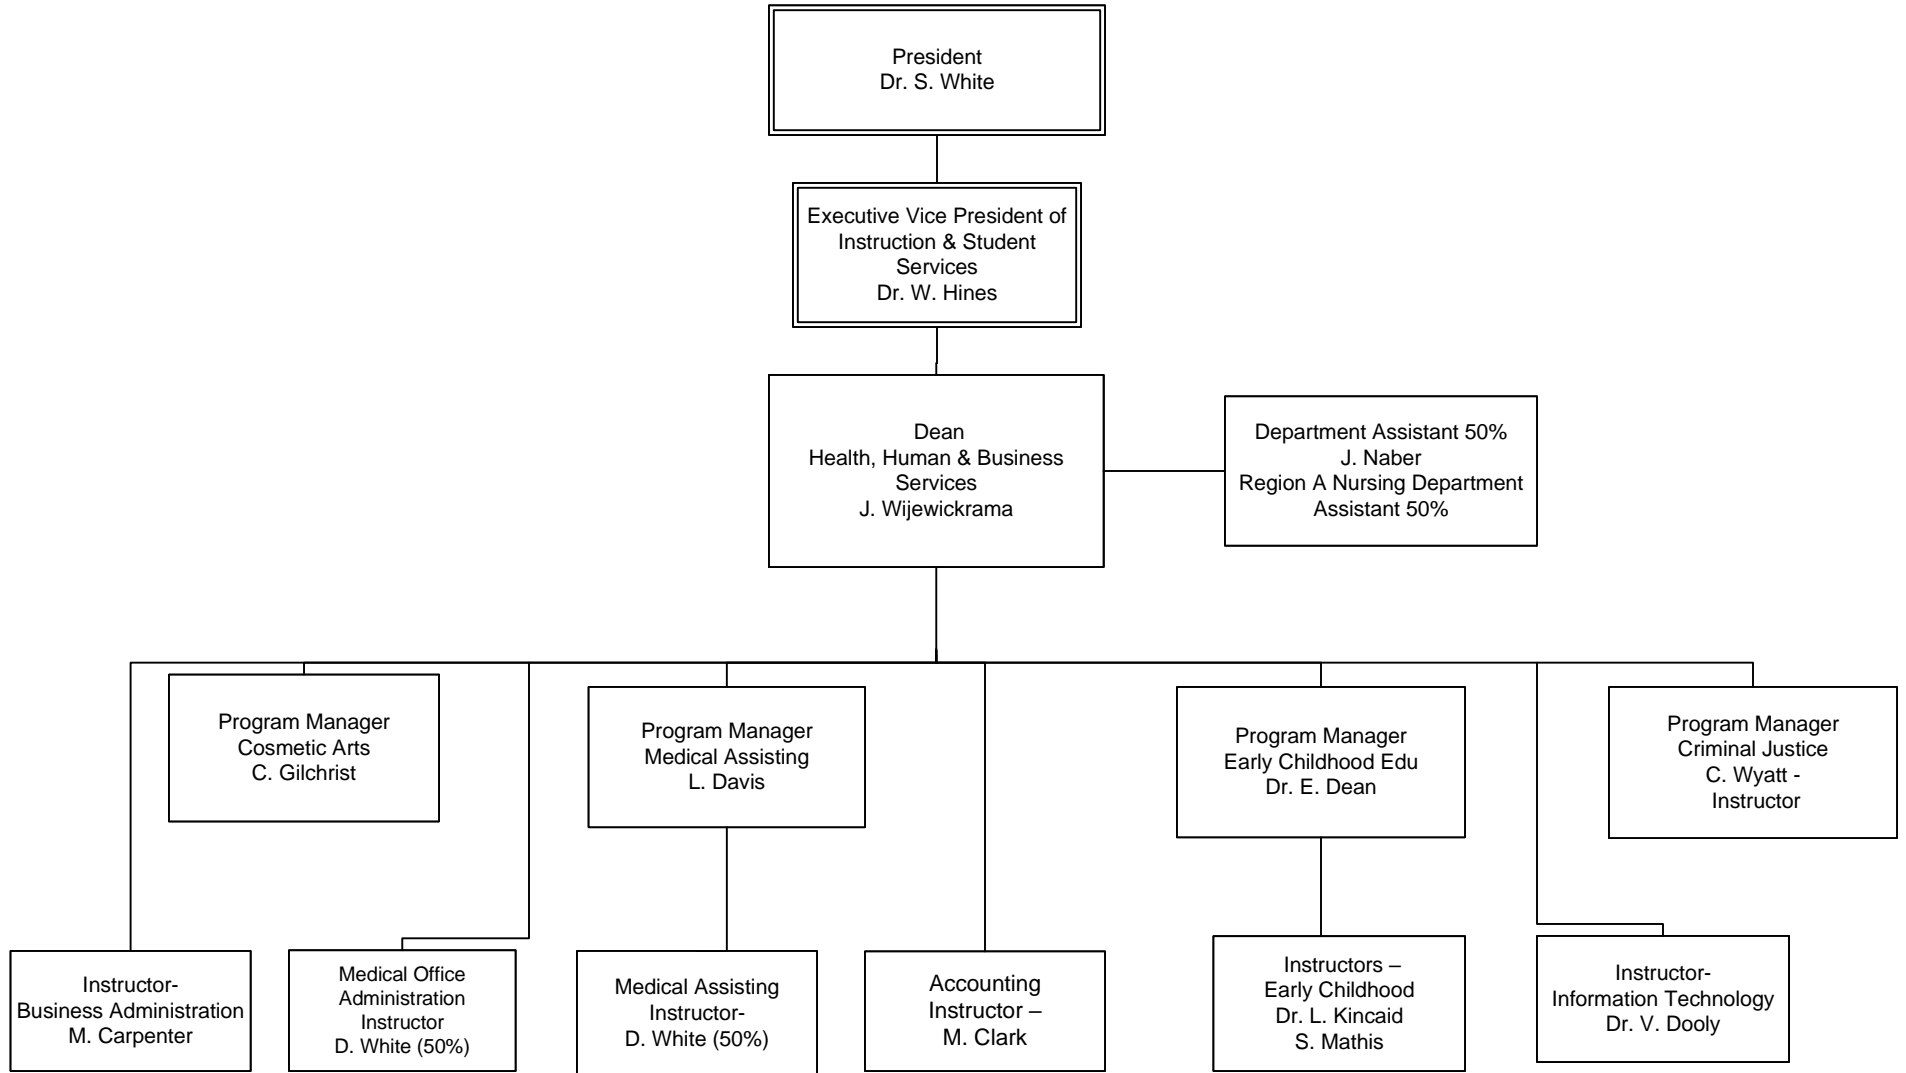 President
Dr. S. White
Executive Vice President of
Instruction & Student
Services
Dr. W. Hines
Dean
Health, Human & Business
Services
J. Wijewickrama
Department Assistant 50%
J. Naber
Region A Nursing Department
Assistant 50%
Program Manager
Cosmetic Arts
C. Gilchrist
Program Manager
Medical Assisting
L. Davis
Program Manager
Early Childhood Edu
Dr. E. Dean
Program Manager
Criminal Justice
C. Wyatt -
Instructor
Instructor-
Business Administration
M. Carpenter
Medical Office
Administration
Instructor
D. White (50%)
Medical Assisting
Instructor-
D. White (50%)
Accounting
Instructor –
M. Clark
Instructors –
Early Childhood
Dr. L. Kincaid
S. Mathis
Instructor-
Information Technology
Dr. V. Dooly